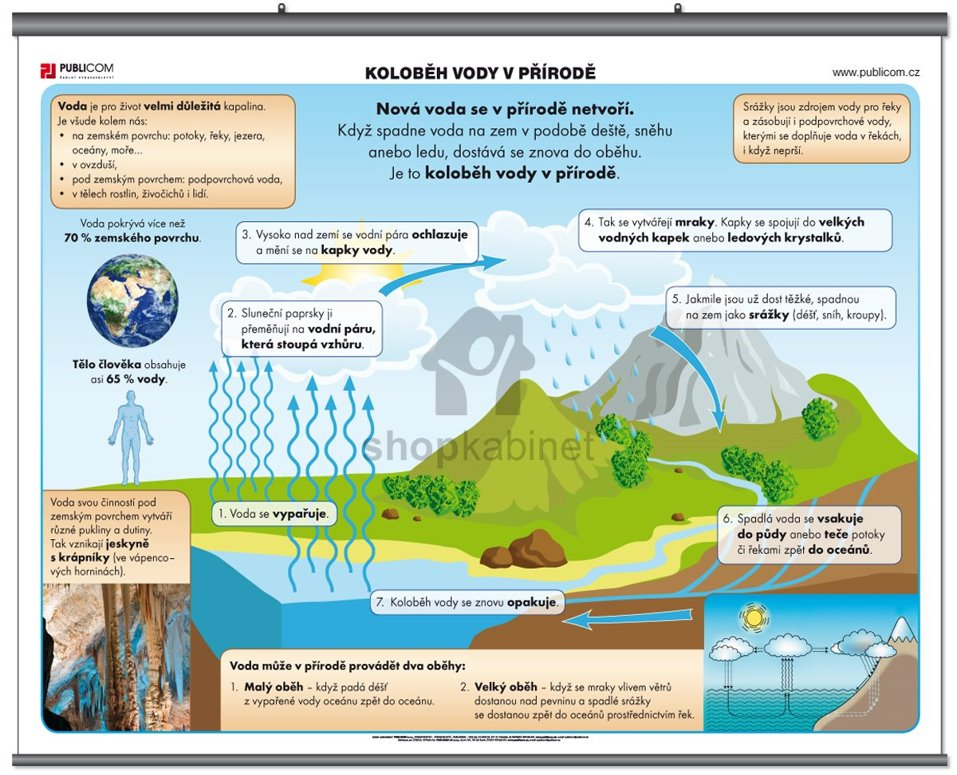 PUBLICOM
ŠKOLNÍ VYDAVATELSTVÍ
KOLOBĚH VODY V PŘÍRODĚ
www.publicom.cz
Voda je pro život velmi důležitá kapalina.
Je všude kolem nás:
• na zemském povrchu: potoky, řeky, jezera,
oceány, moře...
• v ovzduší,
• pod zemským povrchem: podpovrchová voda,
• v tělech rostlin, živočichů i lidí.
Nová voda se v přírodě netvoří.
Když spadne voda na zem v podobě deště, sněhu
anebo ledu, dostává se znova do oběhu.
Je to koloběh vody v přírodě.
Srážky jsou zdrojem vody pro řeky
a zásobují i podpovrchové vody,
kterými se doplňuje voda v řekách,
i když neprší.
Voda pokrývá více než
70 % zemského povrchu.
3. Vysoko nad zemí se vodní pára ochlazuje
a mění se na kapky vody.
4. Tak se vytvářejí mraky. Kapky se spojují do velkých
vodných kapek anebo ledových krystalků.
2. Sluneční paprsky ji
přeměňují na vodní páru,
která stoupá vzhůru.
5. Jakmile jsou už dost těžké, spadnou
na zem jako srážky (déšť, sníh, kroupy).
Tělo člověka obsahuje
asi 65 % vody.
shopkabinet
Voda svou činností pod
zemským povrchem vytváří
různé pukliny a dutiny.
Tak vznikají jeskyně
s krápníky (ve vápenco-
vých horninách).
1. Voda se vypařuje.
6. Spadlá voda se vsakuje
do půdy anebo teče potoky
či řekami zpět do oceánů.
7. Koloběh vody se znovu opakuje.
Voda může v přírodě provádět dva oběhy:
1. Malý oběh – když padá déšť
z vypařené vody oceánu zpět do oceánu.
2. Velký oběh – když se mraky vlivem větrů
dostanou nad pevninu a spadlé srážky
se dostanou zpět do oceánů prostřednictvím řek.